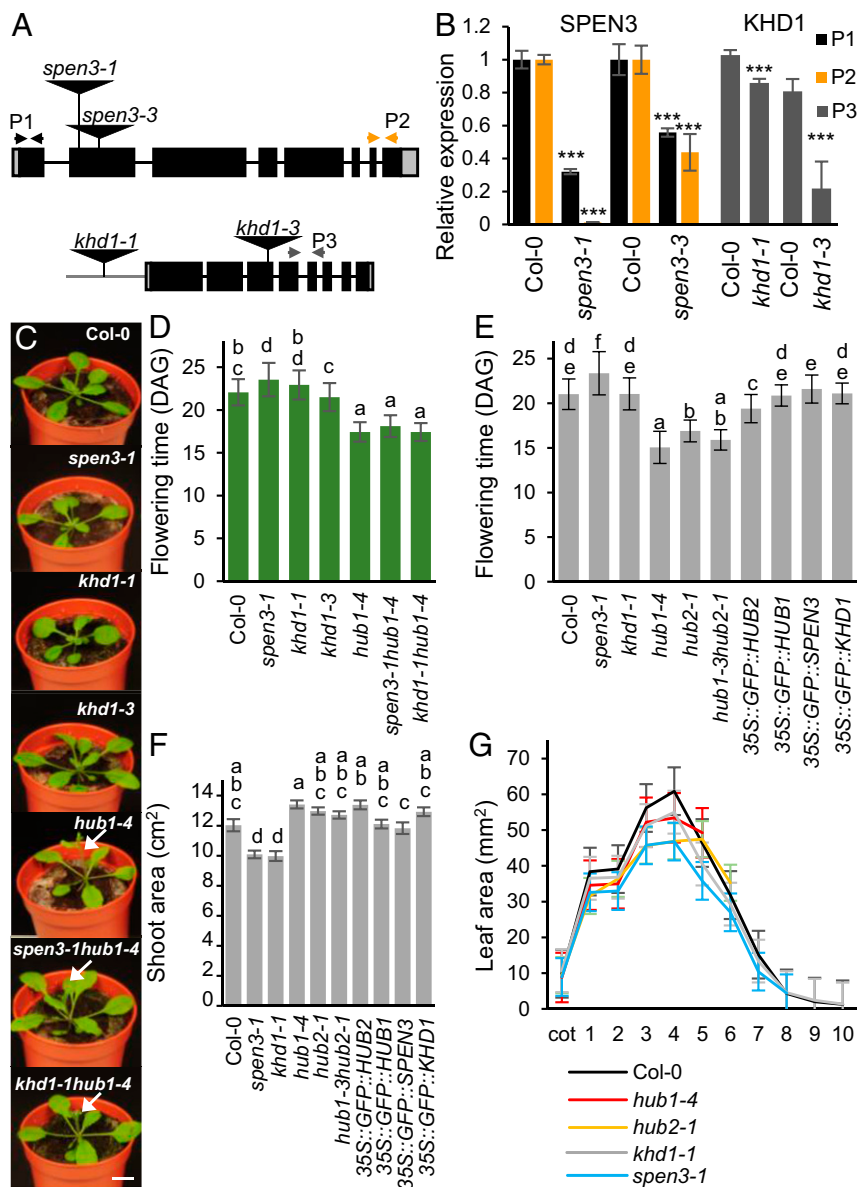 A
spen3-1
spen3-3
P1
P2
khd1-1
khd1-3
P3
B
SPEN3
KHD1
P1
P2
P3
Relative expression
1.2
1
0.8
0.6
0.4
0.2
0
***
***
***
***
***
***
Col-0
spen3-1
Col-0
spen3-3
Col-0
khd1-1
Col-0
khd1-3
C
Col-0
spen3-1
khd1-1
khd1-3
hub1-4
spen3-1hub1-4
khd1-1hub1-4
D
Flowering time (DAG)
25
20
15
10
5
0
b
c
d
b
d
c
a
a
a
Col-0
spen3-1
khd1-1
khd1-3
hub1-4
spen3-1hub1-4
khd1-1hub1-4
E
Flowering time (DAG)
25
20
15
10
5
0
d
e
f
d
e
a
b
a
b
c
d
e
e
d
e
Col-0
spen3-1
khd1-1
hub1-4
hub2-1
hub1-3hub2-1
35S::GFP::HUB2
35S::GFP::HUB1
35S::GFP::SPEN3
35S::GFP::KHD1
F
Shoot area (cm²)
14
12
10
8
6
4
2
0
a
b
c
d
d
a
a
b
c
a
b
c
a
b
a
b
c
c
a
b
c
Col-0
spen3-1
khd1-1
hub1-4
hub2-1
hub1-3hub2-1
35S::GFP::HUB2
35S::GFP::HUB1
35S::GFP::SPEN3
35S::GFP::KHD1
G
Leaf area (mm²)
70
60
50
40
30
20
10
0
cot 1 2 3 4 5 6 7 8 9 10
Col-0
hub1-4
hub2-1
khd1-1
spen3-1